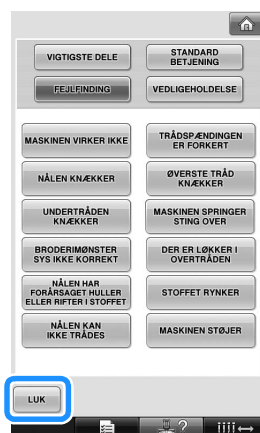 VIGTIGSTE DELE
STANDARD
BETJENING
FEJLFINDING
VEDLIGEHOLDELSE
MASKINEN VIRKER IKKE
TRÅDSPÆNDINGEN
ER FORKERT
NÅLEN KNÆKKER
ØVERSTE TRÅD
KNÆKKER
UNDERTRÅDEN
KNÆKKER
MASKINEN SPRINGER
STING OVER
BRODERIMØNSTER
SYS IKKE KORREKT
DER ER LØKKER I
OVERTRÅDEN
NÅLEN HAR
FORÅRSAGET HULLER
ELLER RIFTER I STOFFET
STOFFET RYNKER
NÅLEN KAN
IKKE TRÅDES
MASKINEN STØJER
LUK
?